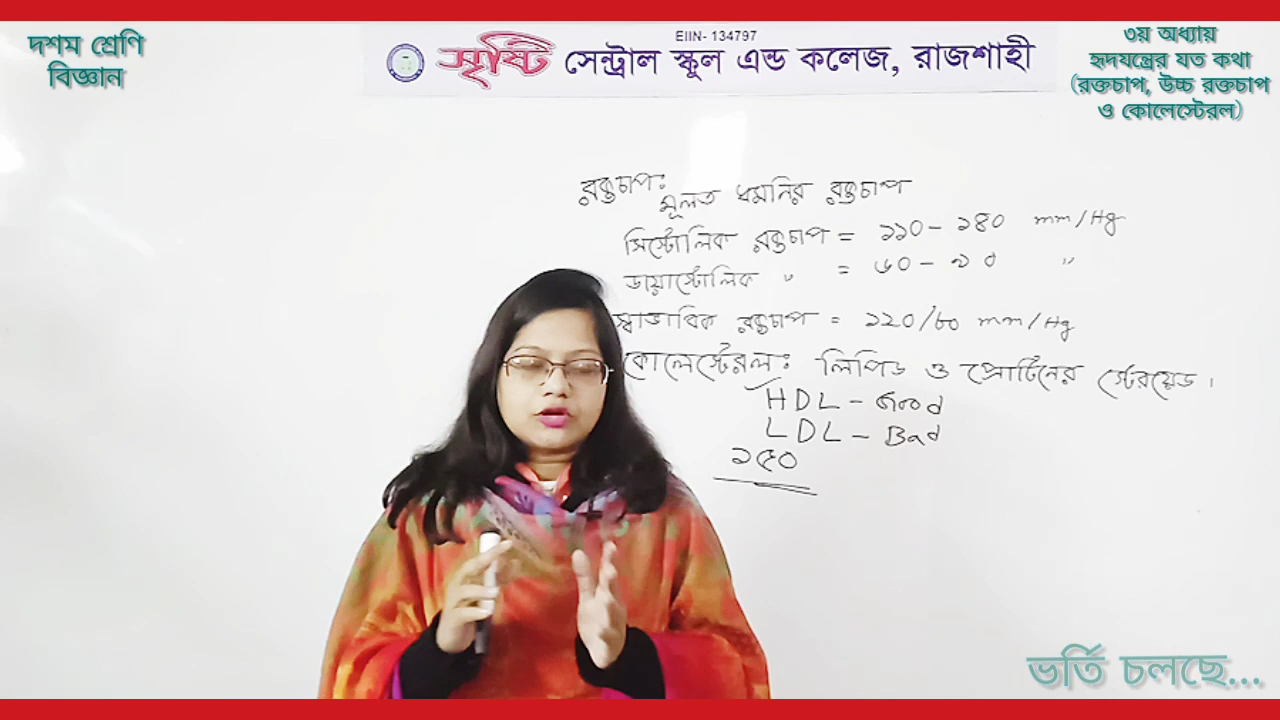 দশম শ্রেণি
বিজ্ঞান
EIIN- 134797
সৃষ্টি সেন্ট্রাল স্কুল এন্ড কলেজ, রাজশাহী
৩য় অধ্যায়
হৃদযন্ত্রের যত কথা
(রক্তচাপ, উচ্চ রক্তচাপ
ও কোলেস্টেরল)
রক্তচাপঃ
মূলত ধমনির রক্তচাপ
সিস্টোলিক রক্তচাপ = ১১০ - ১৪০ mm/Hg
ডায়াস্টোলিক " = ৬০ - ৯০ "
স্বাভাবিক রক্তচাপ = ১২০/৮০ mm/Hg
কোলেস্টেরলঃ লিপিড ও প্রোটিনের স্টেরয়েড।
HDL - Good
LDL - Bad
১৫০
ভর্তি চলছে...